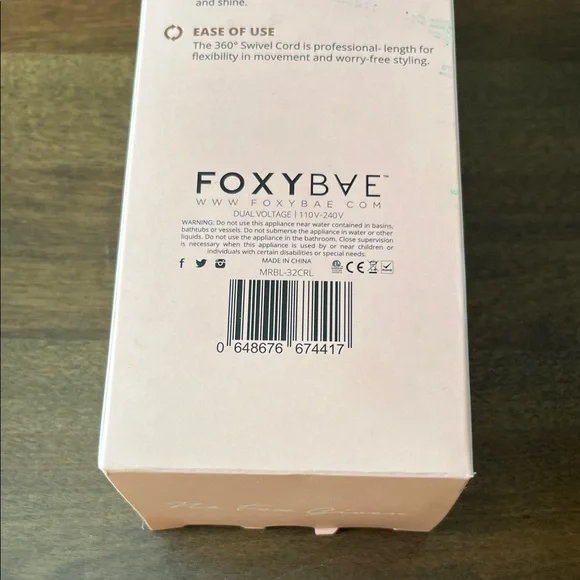 and shine.
EASE OF USE
The 360° Swivel Cord is professional- length for
flexibility in movement and worry-free styling.
FOXYBAE™
WWW.FOXYBAE.COM
DUAL VOLTAGE | 110V-240V
WARNING: Do not use this appliance near water contained in basins,
bathtubs or vessels. Do not submerse the appliance in water or other
liquids. Do not use the appliance in the bathroom. Close supervision
is necessary when this appliance is used by or near children or
individuals with certain disabilities or special needs.
MADE IN CHINA
MRBL-32CRL
0 648676 674417